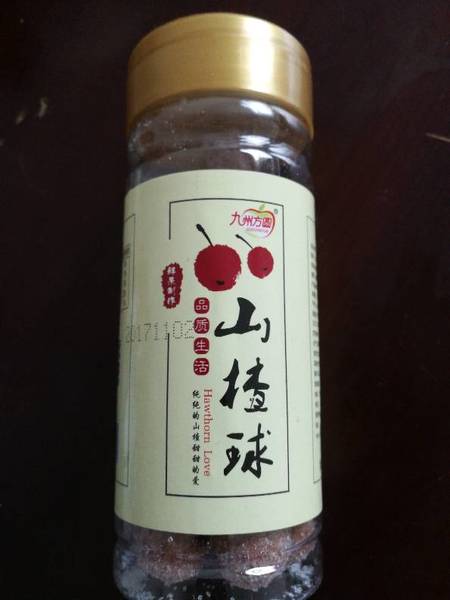 九州方圆
鲜果制作
20171102
品质生活
山楂球
Hawthorn Love
纯纯的山楂甜甜的爱